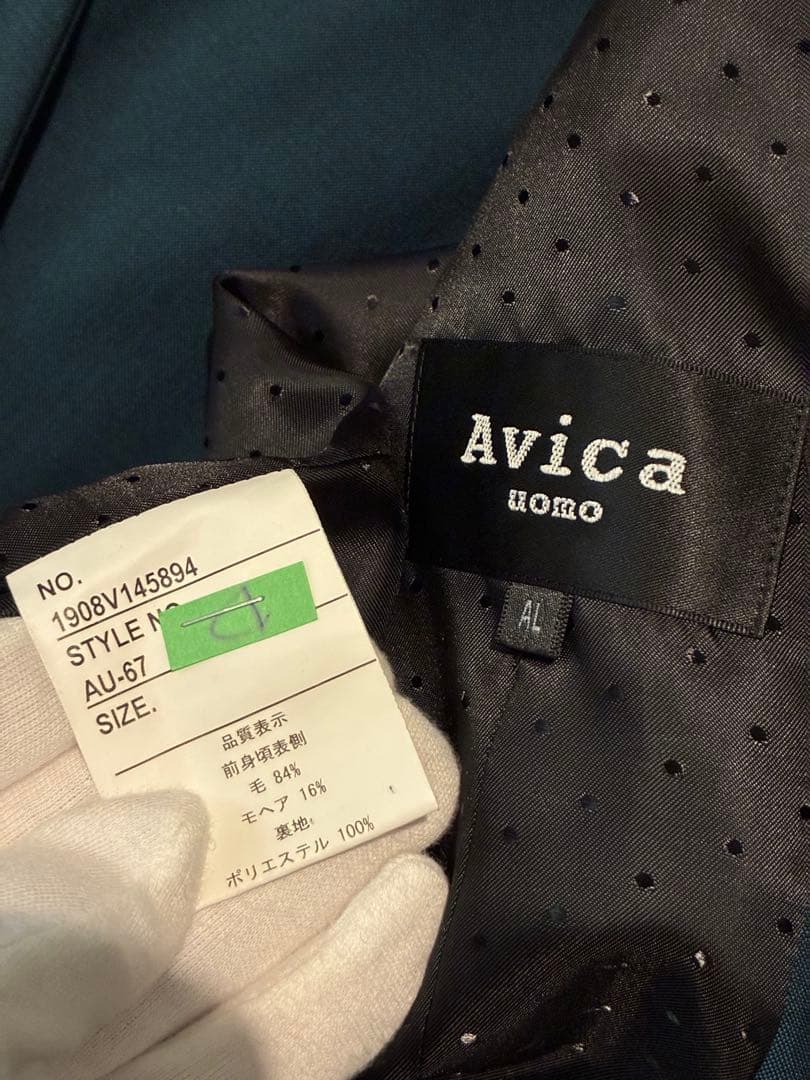 Avica
uomo
AL
NO.
1908V145894
STYLE
AU-67
SIZE.
品質表示
前身頃表側
毛 84%
モヘア 16%
裏地
ポリエステル 100%